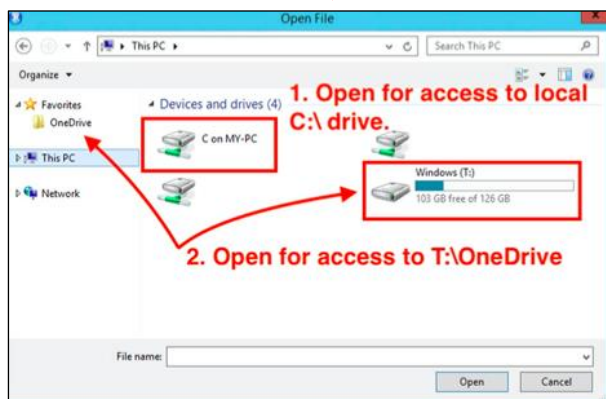 Open File
This PC
Search This PC
Organize
Favorites
OneDrive
This PC
Network
Devices and drives (4)
1. Open for access to local
C:\ drive.
C on MY-PC
Windows (T:)
103 GB free of 126 GB
2. Open for access to T:\OneDrive
File name:
Open
Cancel